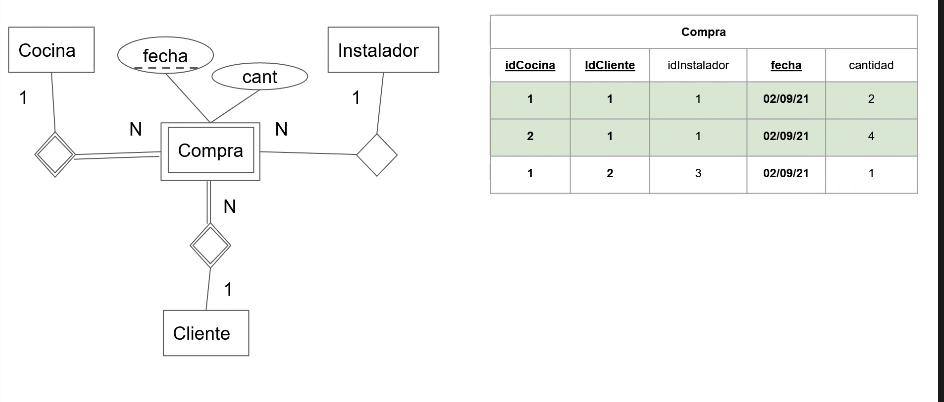 Cocina
fecha
cant
Instalador
1
1
N
N
Compra
N
1
Cliente
Compra
idCocina IdCliente idInstalador fecha cantidad
1 1 1 02/09/21 2
2 1 1 02/09/21 4
1 2 3 02/09/21 1